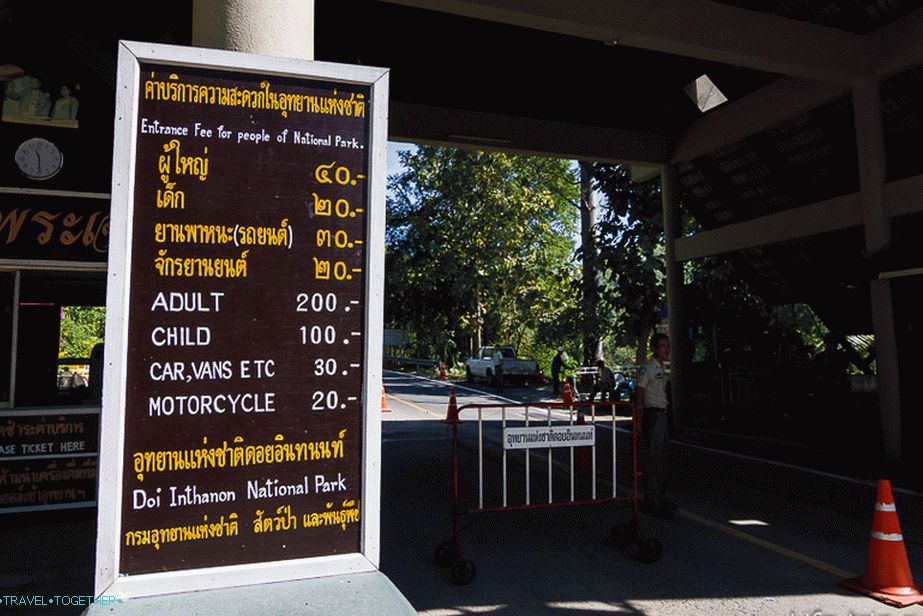 ค่าบริการความสะดวกในอุทยานแห่งชาติ
Entrance Fee for people of National Park.
ผู้ใหญ่ ๔๐.-
เด็ก ๒๐.-
ยานพาหนะ(รถยนต์) ๓๐.-
จักรยานยนต์ ๒๐.-
ADULT 200.-
CHILD 100.-
CAR,VANS ETC 30.-
MOTORCYCLE 20.-
อุทยานแห่งชาติดอยอินทนนท์
Doi Inthanon National Park
กรมอุทยานแห่งชาติ สัตว์ป่า และพันธุ์พืช
อุทยานแห่งชาติดอยอินทนนท์
TICKET HERE
•TRAVEL•TOGETHER•